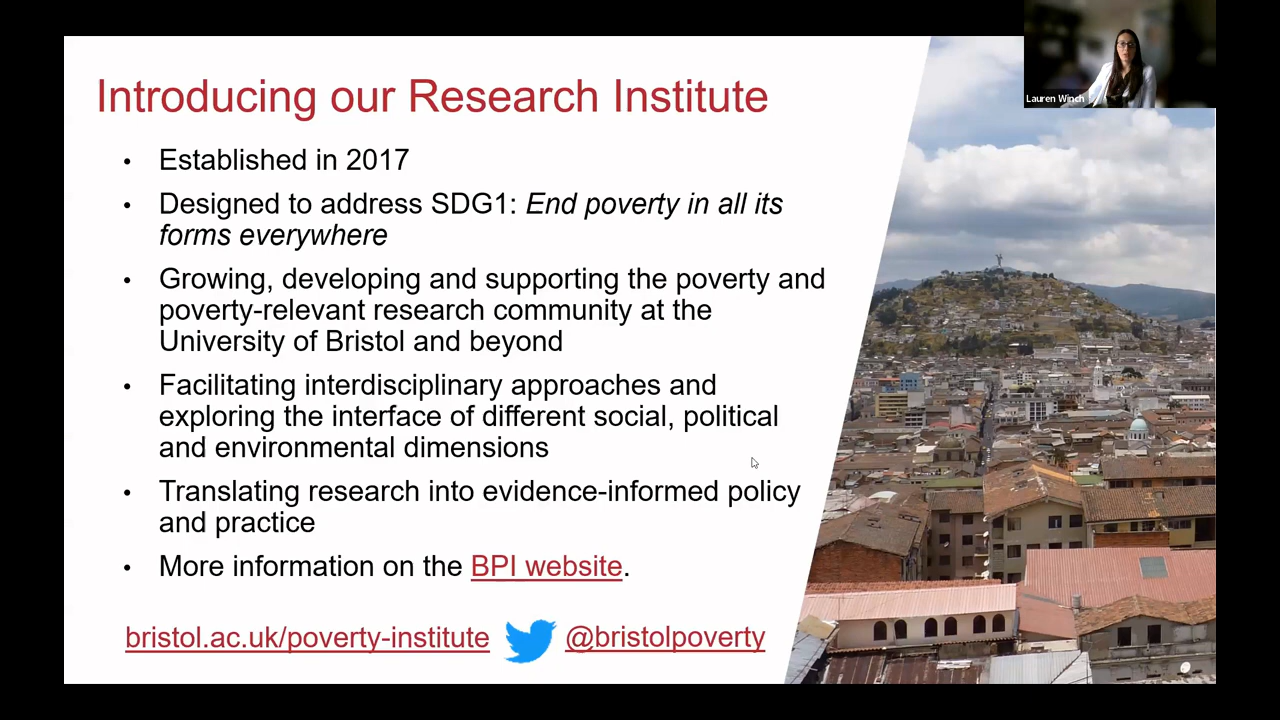 Introducing our Research Institute
Lauren Winch
• Established in 2017
• Designed to address SDG1: End poverty in all its
forms everywhere
• Growing, developing and supporting the poverty and
poverty-relevant research community at the
University of Bristol and beyond
• Facilitating interdisciplinary approaches and
exploring the interface of different social, political
and environmental dimensions
• Translating research into evidence-informed policy
and practice
• More information on the BPI website.
bristol.ac.uk/poverty-institute
@bristolpoverty